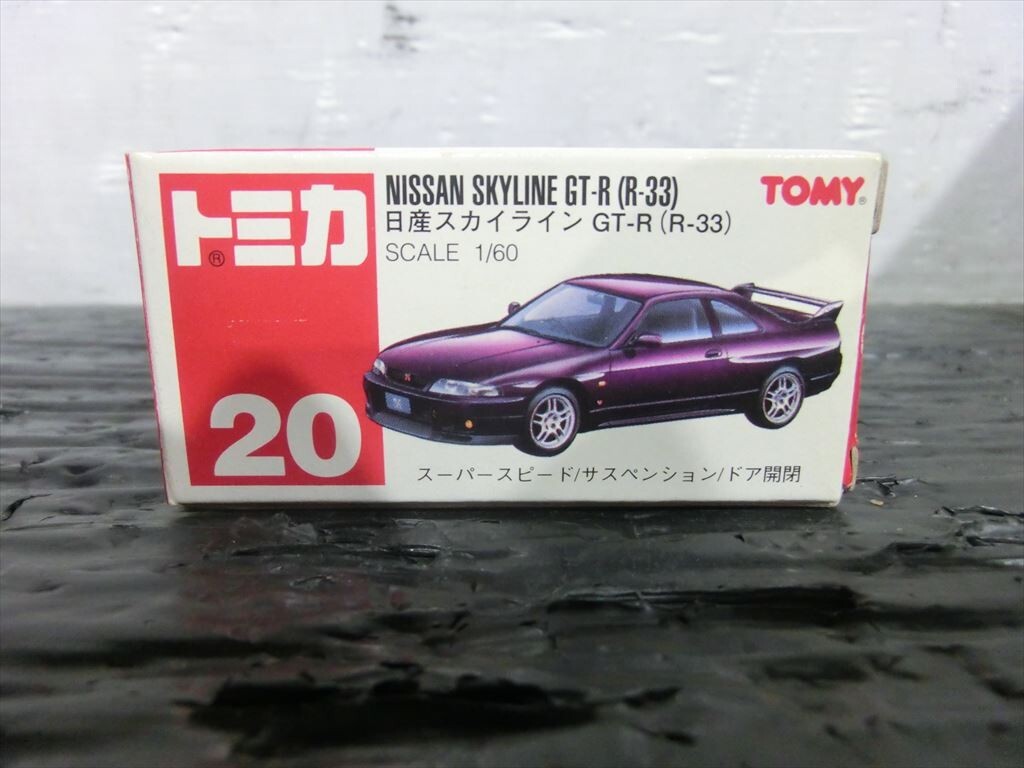 トミカ®
20
NISSAN SKYLINE GT-R (R-33)
日産スカイライン GT-R (R-33)
SCALE 1/60
TOMY®
スーパースピード/サスペンション/ドア開閉